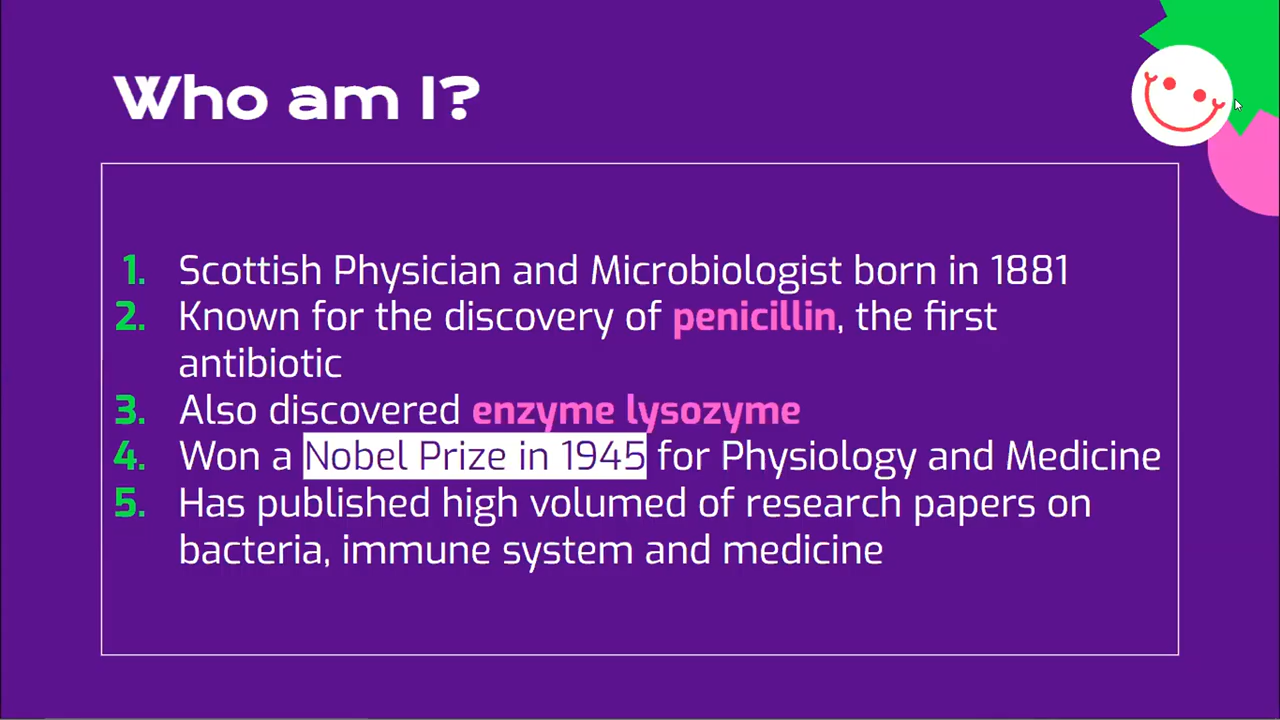 Who am I?
1. Scottish Physician and Microbiologist born in 1881
2. Known for the discovery of penicillin, the first
antibiotic
3. Also discovered enzyme lysozyme
4. Won a Nobel Prize in 1945 for Physiology and Medicine
5. Has published high volumed of research papers on
bacteria, immune system and medicine